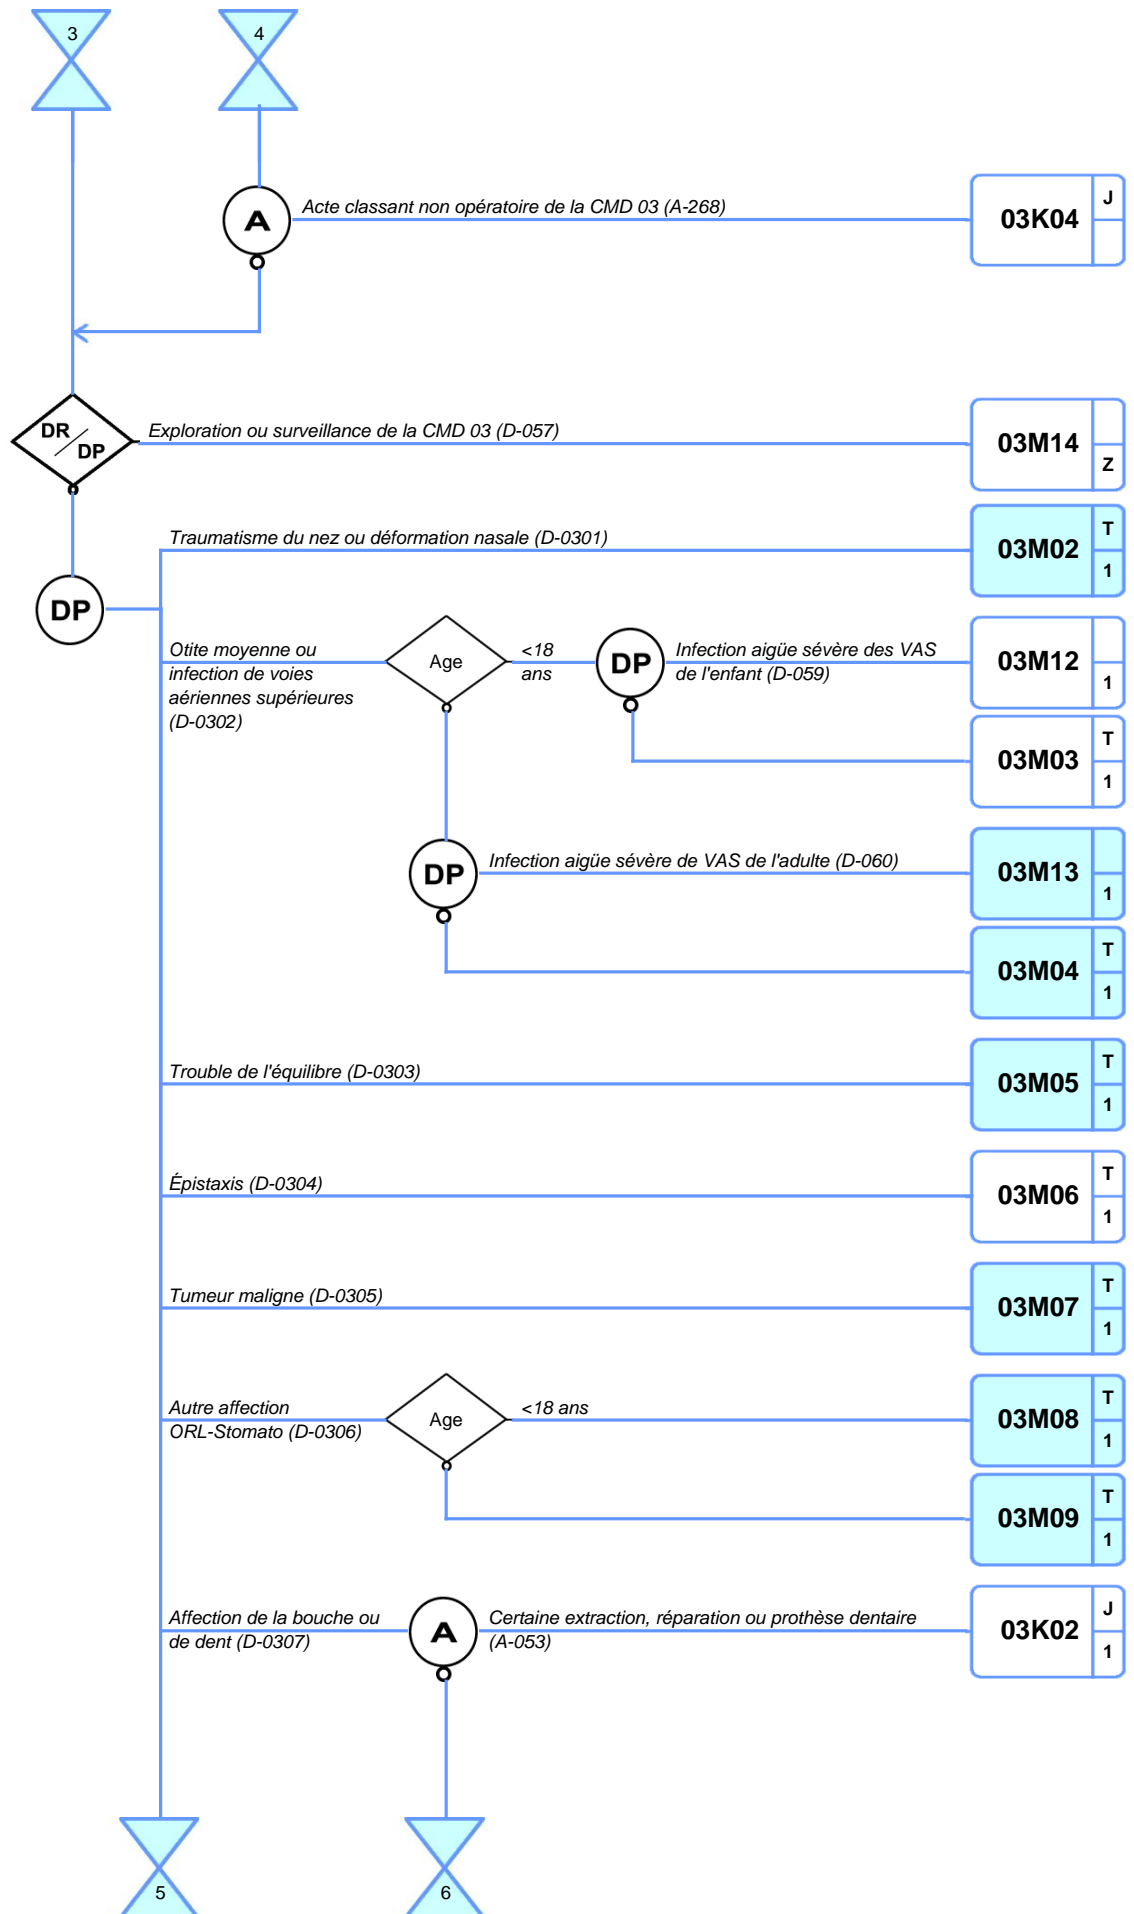 3
4
A
Acte classant non opératoire de la CMD 03 (A-268)
03K04
J
DR
DP
Exploration ou surveillance de la CMD 03 (D-057)
03M14
Z
Traumatisme du nez ou déformation nasale (D-0301)
03M02
T
1
DP
Otite moyenne ou
infection de voies
aériennes supérieures
(D-0302)
Age
<18
ans
DP
Infection aigüe sévère des VAS
de l'enfant (D-059)
03M12
1
03M03
T
1
DP
Infection aigüe sévère de VAS de l'adulte (D-060)
03M13
1
03M04
T
1
Trouble de l'équilibre (D-0303)
03M05
T
1
Épistaxis (D-0304)
03M06
T
1
Tumeur maligne (D-0305)
03M07
T
1
Autre affection
ORL-Stomato (D-0306)
Age
<18 ans
03M08
T
1
03M09
T
1
Affection de la bouche ou
de dent (D-0307)
A
Certaine extraction, réparation ou prothèse dentaire
(A-053)
03K02
J
1
5
6